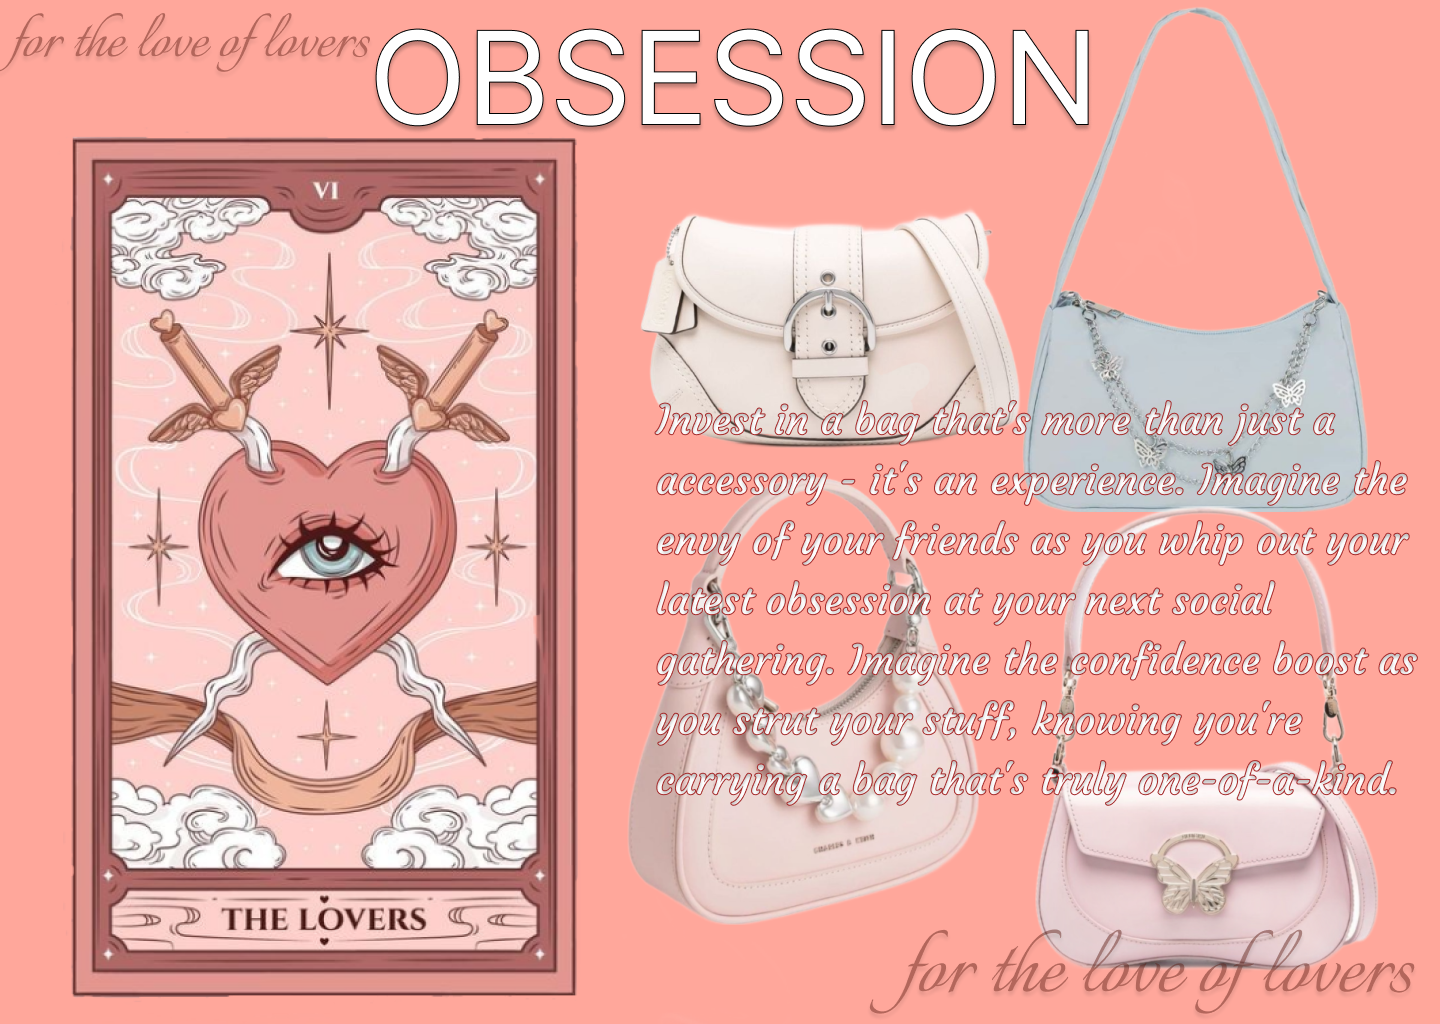 for the love of lovers
OBSESSION
VI
Invest in a bag that's more than just a
accessory - it's an experience. Imagine the
envy of your friends as you whip out your
latest obsession at your next social
gathering. Imagine the confidence boost as
you strut your stuff, knowing you're
carrying a bag that's truly one-of-a-kind.
THE LOVERS
for the love of lovers